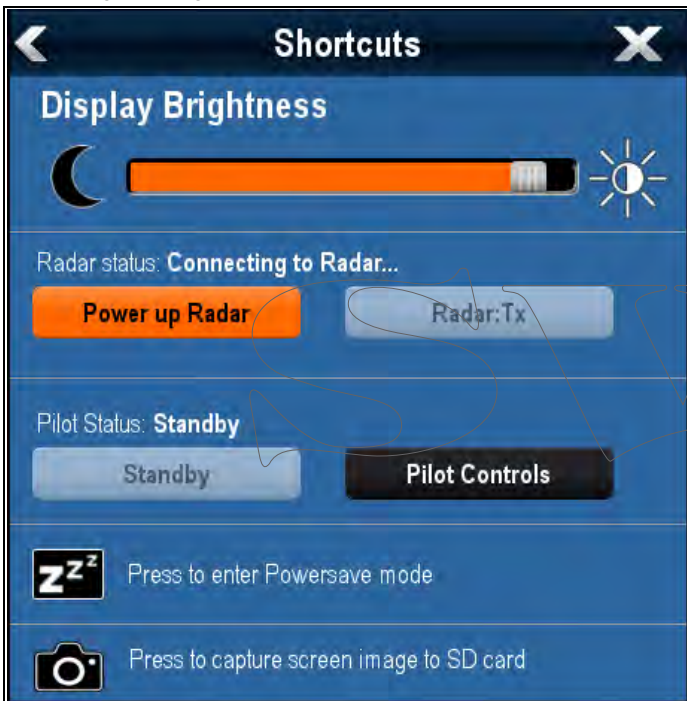 Shortcuts
Display Brightness
Radar status: Connecting to Radar...
Power up Radar Radar:Tx
Pilot Status: Standby
Standby Pilot Controls
zzz Press to enter Powersave mode
Press to capture screen image to SD card